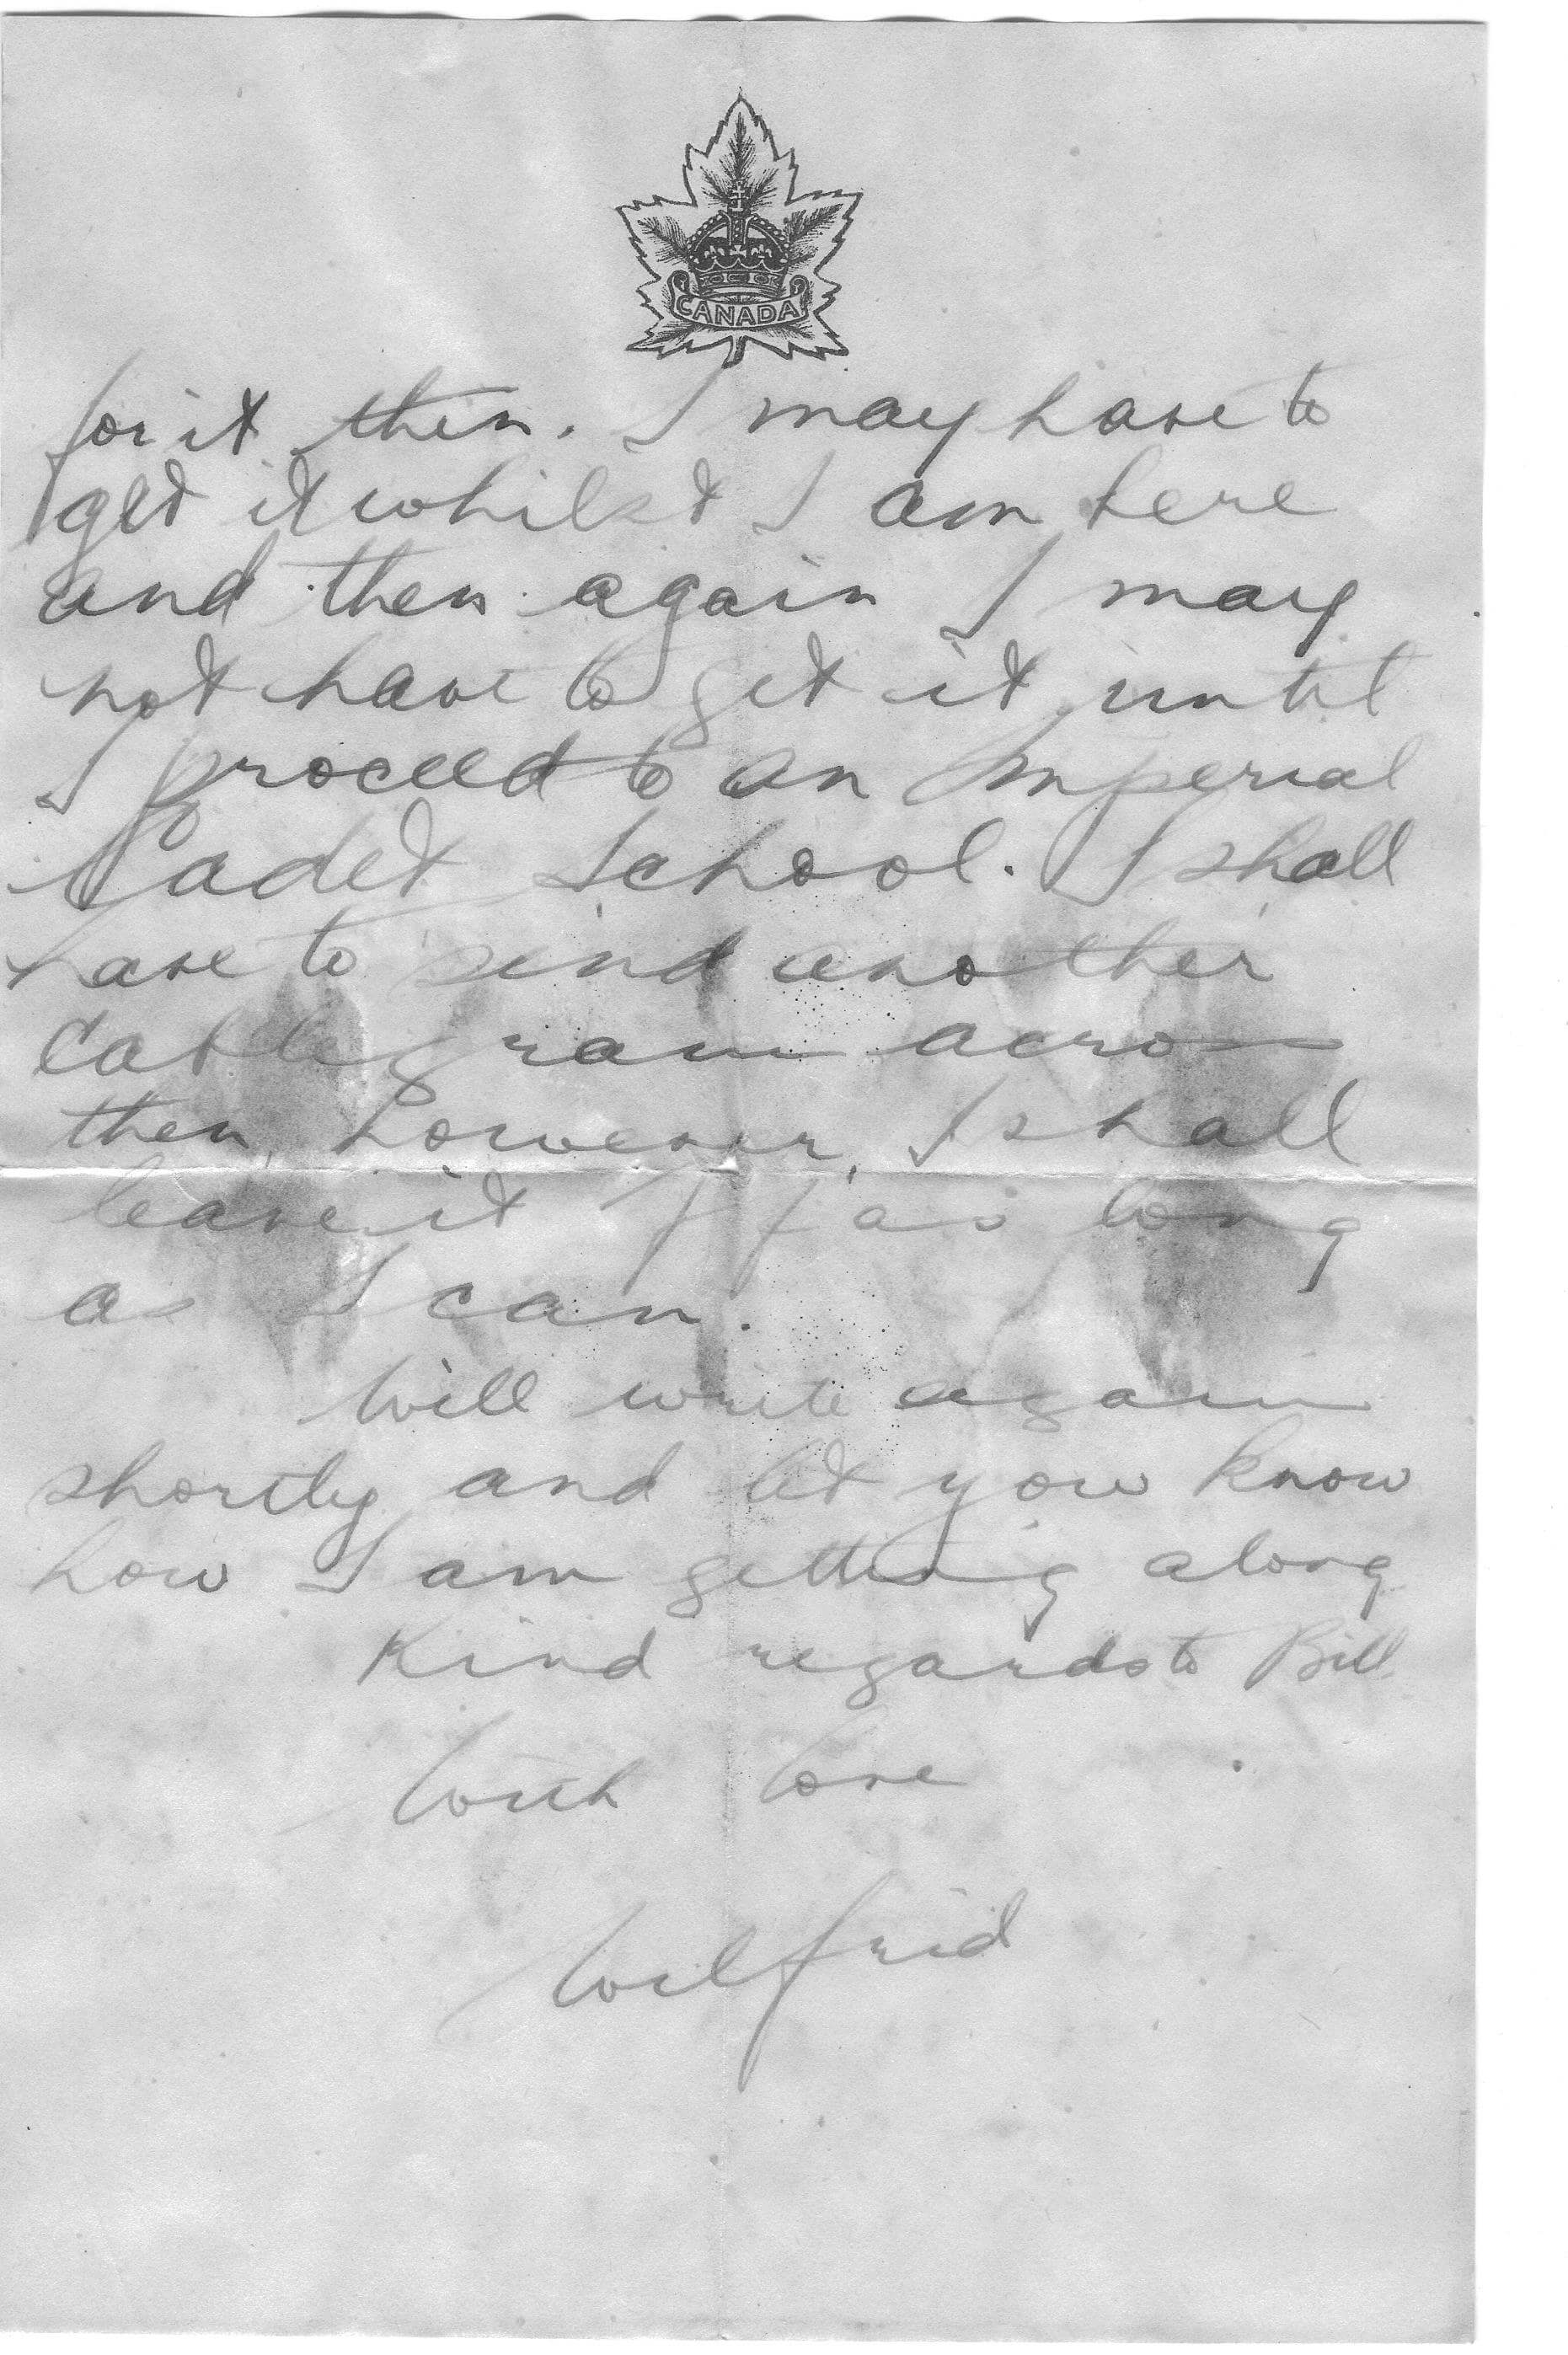 CANADA
for it then. I may have to
get it whilst I am here
and then again I may
not have to get it until
I proceed to an Imperial
Cadet School. I shall
have to send another
Cablegram across
then, however, I shall
leave it off as long
as I can.
Will write again
shortly and let you know
how I am getting along
Kind regards to Bill
With love
Wilfrid